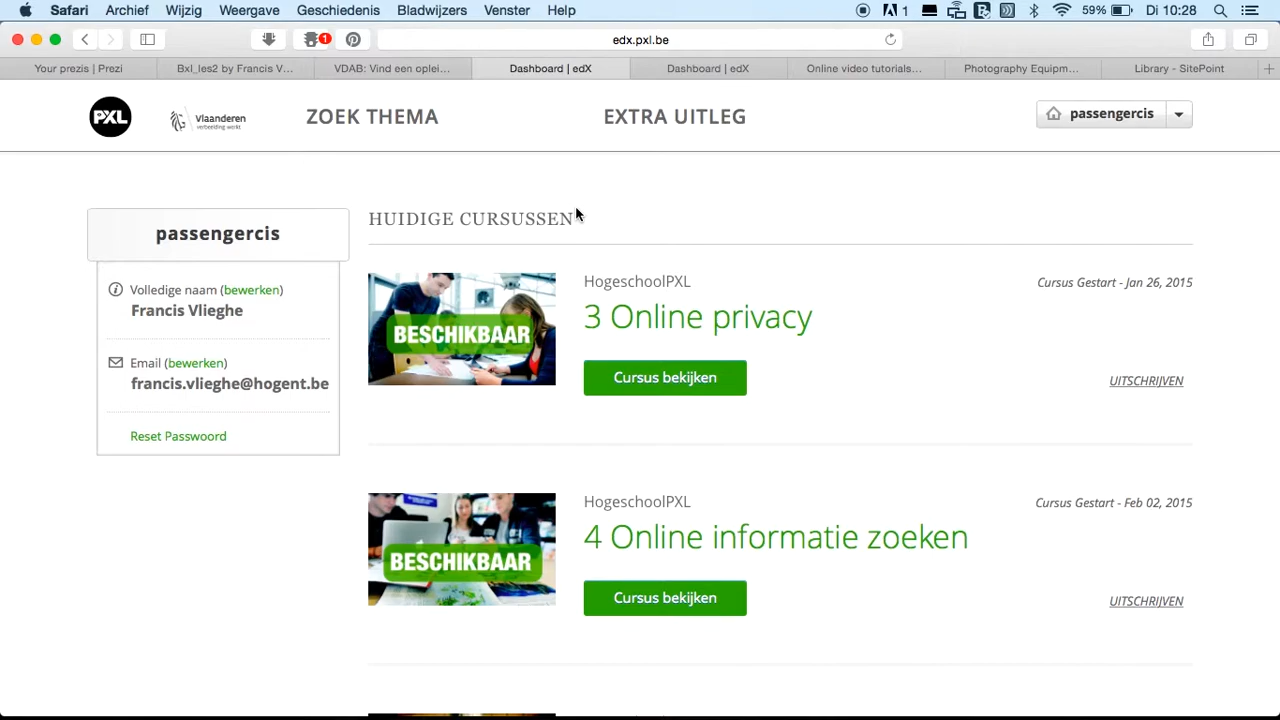 Safari Archief Wijzig Weergave Geschiedenis Bladwijzers Venster Help 1 59% Di 10:28
1 edx.pxl.be
Your prezis | Prezi Bxl_les2 by Francis V... VDAB: Vind een oplei... Dashboard | edX Dashboard | edX Online video tutorials... Photography Equipm... Library - SitePoint
PXL Vlaanderen ZOEK THEMA EXTRA UITLEG passengercis
verbeelding werkt
passengercis
Volledige naam (bewerken)
Francis Vlieghe
Email (bewerken)
francis.vlieghe@hogent.be
Reset Passwoord
HUIDIGE CURSUSSEN
BESCHIKBAAR
HogeschoolPXL
Cursus Gestart - Jan 26, 2015
3 Online privacy
Cursus bekijken
UITSCHRIJVEN
BESCHIKBAAR
HogeschoolPXL
Cursus Gestart - Feb 02, 2015
4 Online informatie zoeken
Cursus bekijken
UITSCHRIJVEN